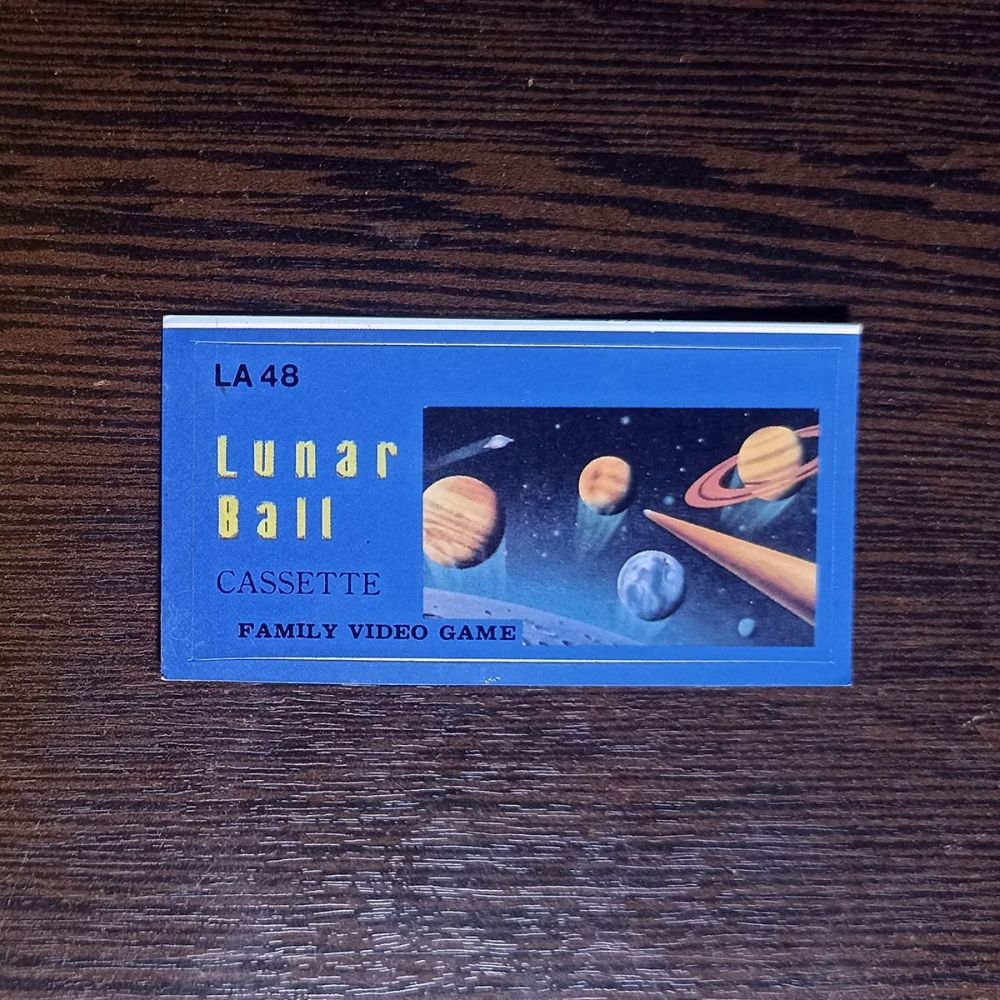 LA 48
Lunar
Ball
CASSETTE
FAMILY VIDEO GAME